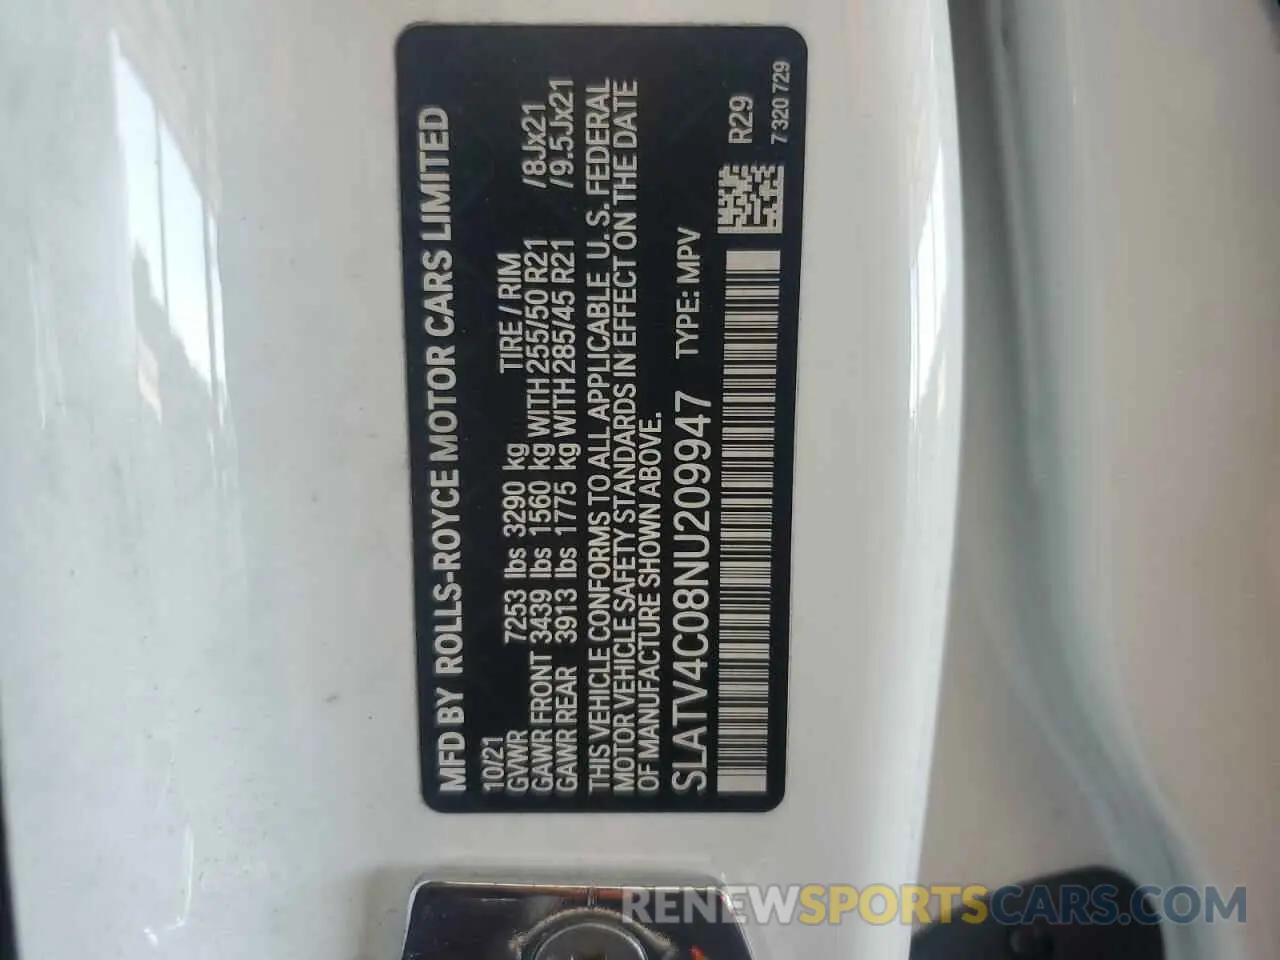 MFD BY ROLLS-ROYCE MOTOR CARS LIMITED
10/21
GVWR 7253 lbs 3290 kg TIRE / RIM
GAWR FRONT 3439 lbs 1560 kg WITH 255/50 R21 /8Jx21
GAWR REAR 3913 lbs 1775 kg WITH 285/45 R21 /9.5Jx21
THIS VEHICLE CONFORMS TO ALL APPLICABLE U.S. FEDERAL
MOTOR VEHICLE SAFETY STANDARDS IN EFFECT ON THE DATE
OF MANUFACTURE SHOWN ABOVE.
SLATV4C08NU209947 TYPE: MPV
R29
7 320 729
RENEWSPORTSCARS.COM